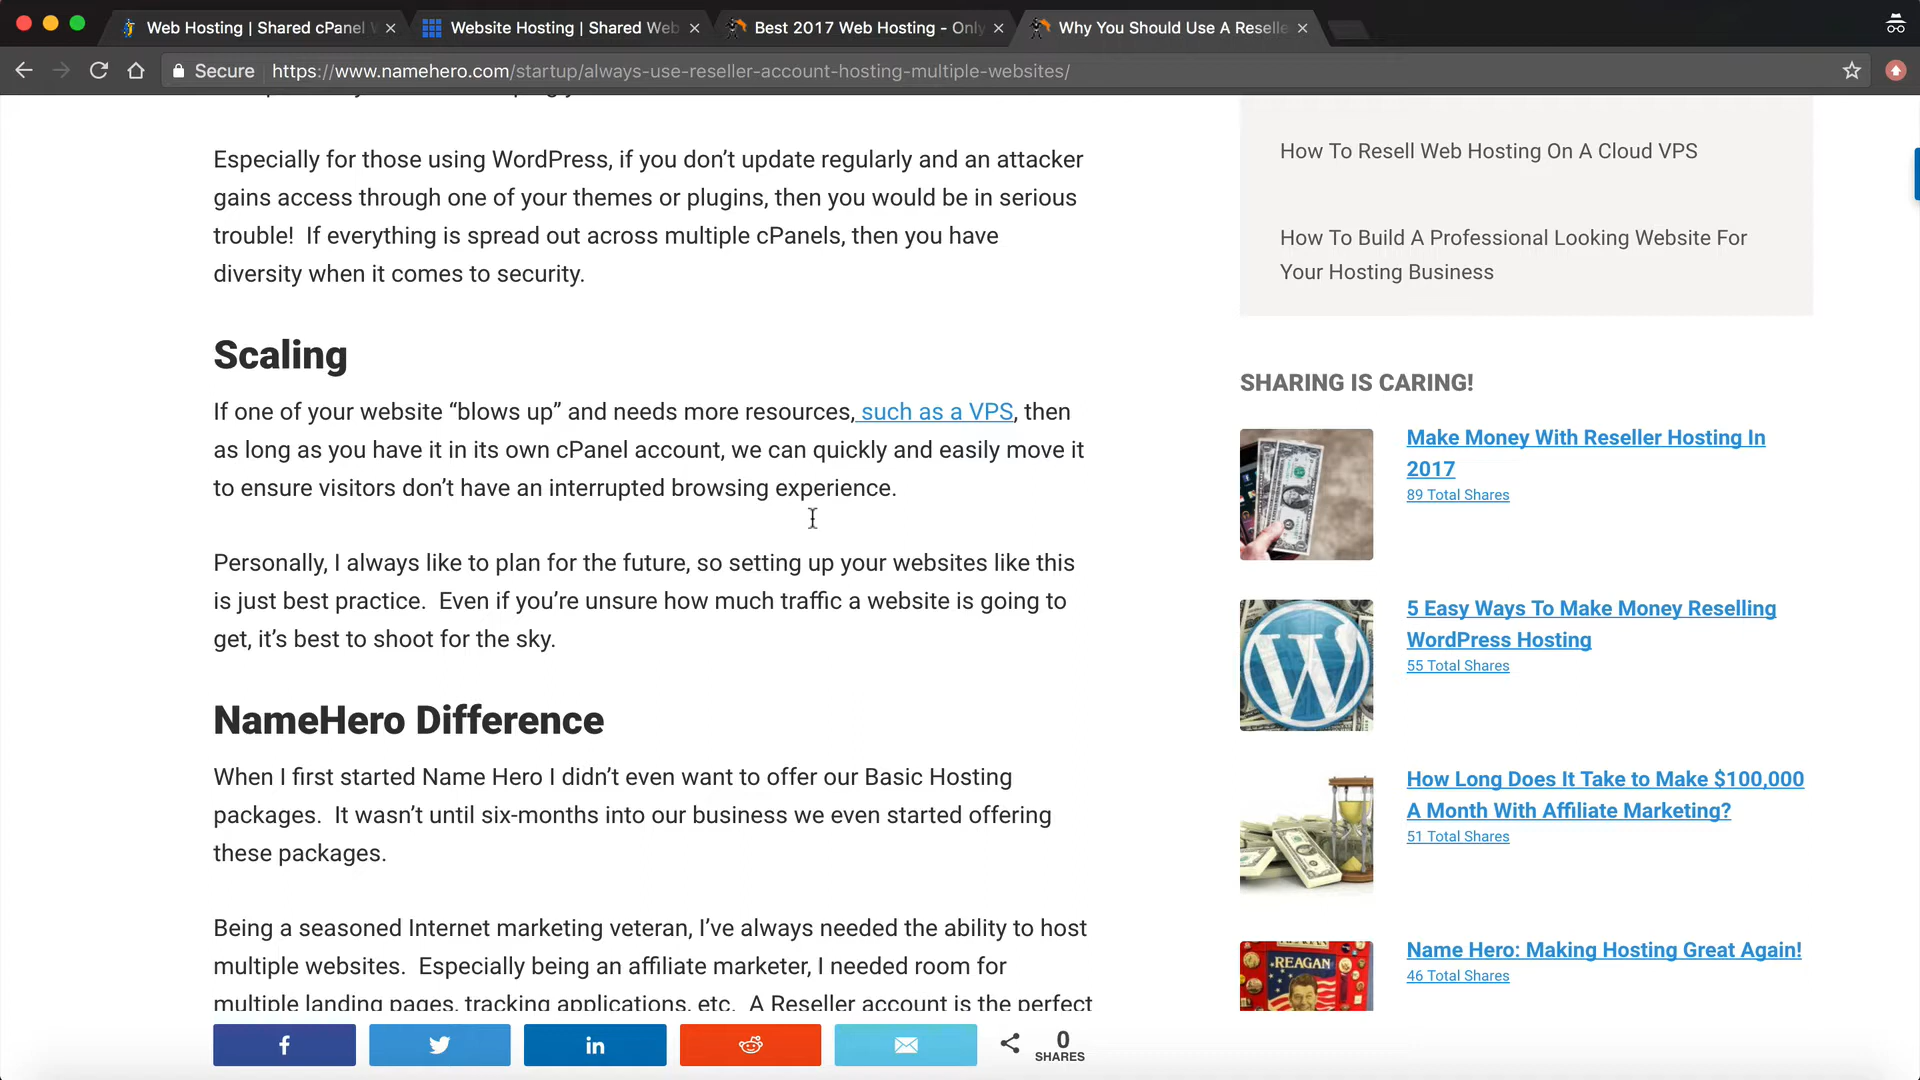 Web Hosting | Shared cPanel W
Website Hosting | Shared Web
Best 2017 Web Hosting - Only
Why You Should Use A Reselle
Secure
https://www.namehero.com/startup/always-use-reseller-account-hosting-multiple-websites/
Especially for those using WordPress, if you don’t update regularly and an attacker
gains access through one of your themes or plugins, then you would be in serious
trouble!  If everything is spread out across multiple cPanels, then you have
diversity when it comes to security.
Scaling
If one of your website “blows up” and needs more resources, such as a VPS, then
as long as you have it in its own cPanel account, we can quickly and easily move it
to ensure visitors don’t have an interrupted browsing experience.
Personally, I always like to plan for the future, so setting up your websites like this
is just best practice.  Even if you’re unsure how much traffic a website is going to
get, it’s best to shoot for the sky.
NameHero Difference
When I first started Name Hero I didn’t even want to offer our Basic Hosting
packages.  It wasn’t until six-months into our business we even started offering
these packages.
Being a seasoned Internet marketing veteran, I’ve always needed the ability to host
multiple websites.  Especially being an affiliate marketer, I needed room for
multiple landing pages, tracking applications, etc.  A Reseller account is the perfect
0
SHARES
How To Resell Web Hosting On A Cloud VPS
How To Build A Professional Looking Website For
Your Hosting Business
SHARING IS CARING!
Make Money With Reseller Hosting In
2017
89 Total Shares
5 Easy Ways To Make Money Reselling
WordPress Hosting
55 Total Shares
How Long Does It Take to Make $100,000
A Month With Affiliate Marketing?
51 Total Shares
REAGAN
Name Hero: Making Hosting Great Again!
46 Total Shares